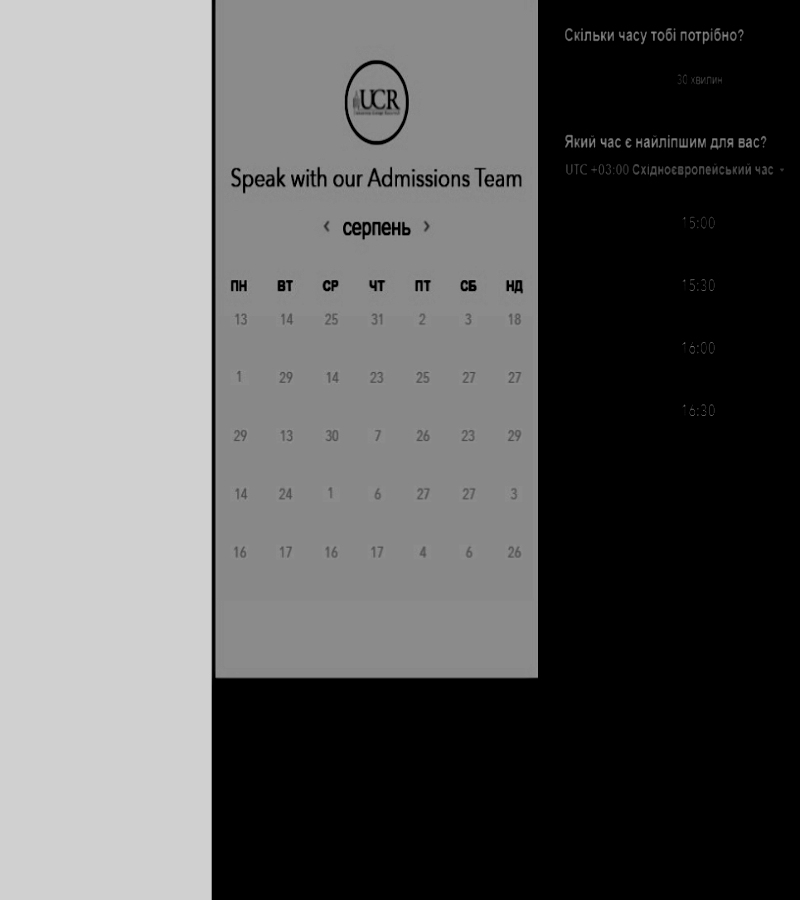 UCR
Speak with our Admissions Team
‹ серпень ›
ПН ВТ СР ЧТ ПТ СБ НД
13 14 25 31 2 3 18
1 29 14 23 25 27 27
29 13 30 7 26 23 29
14 24 1 6 27 27 3
16 17 16 17 4 6 26
Скільки часу тобі потрібно?
30 хвилин
Який час є найліпшим для вас?
UTC +03:00 Східноєвропейський час
15:00
15:30
16:00
16:30